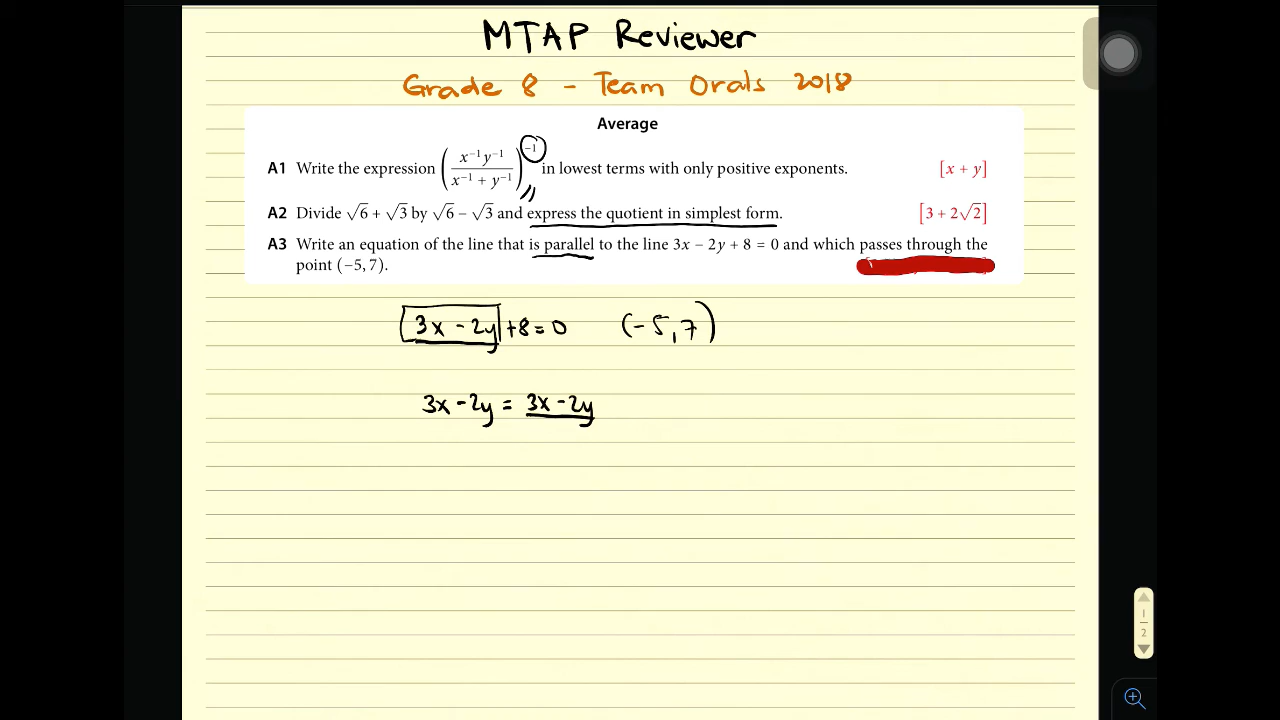 MTAP Reviewer
Grade 8 - Team Orals 2018
Average
A1 Write the expression (x⁻¹y⁻¹ / x⁻¹ + y⁻¹)⁻¹ in lowest terms with only positive exponents. [x + y]
A2 Divide √6 + √3 by √6 − √3 and express the quotient in simplest form. [3 + 2√2]
A3 Write an equation of the line that is parallel to the line 3x − 2y + 8 = 0 and which passes through the
point (−5, 7).
3x - 2y + 8 = 0 (-5, 7)
3x - 2y = 3x - 2y
1
2